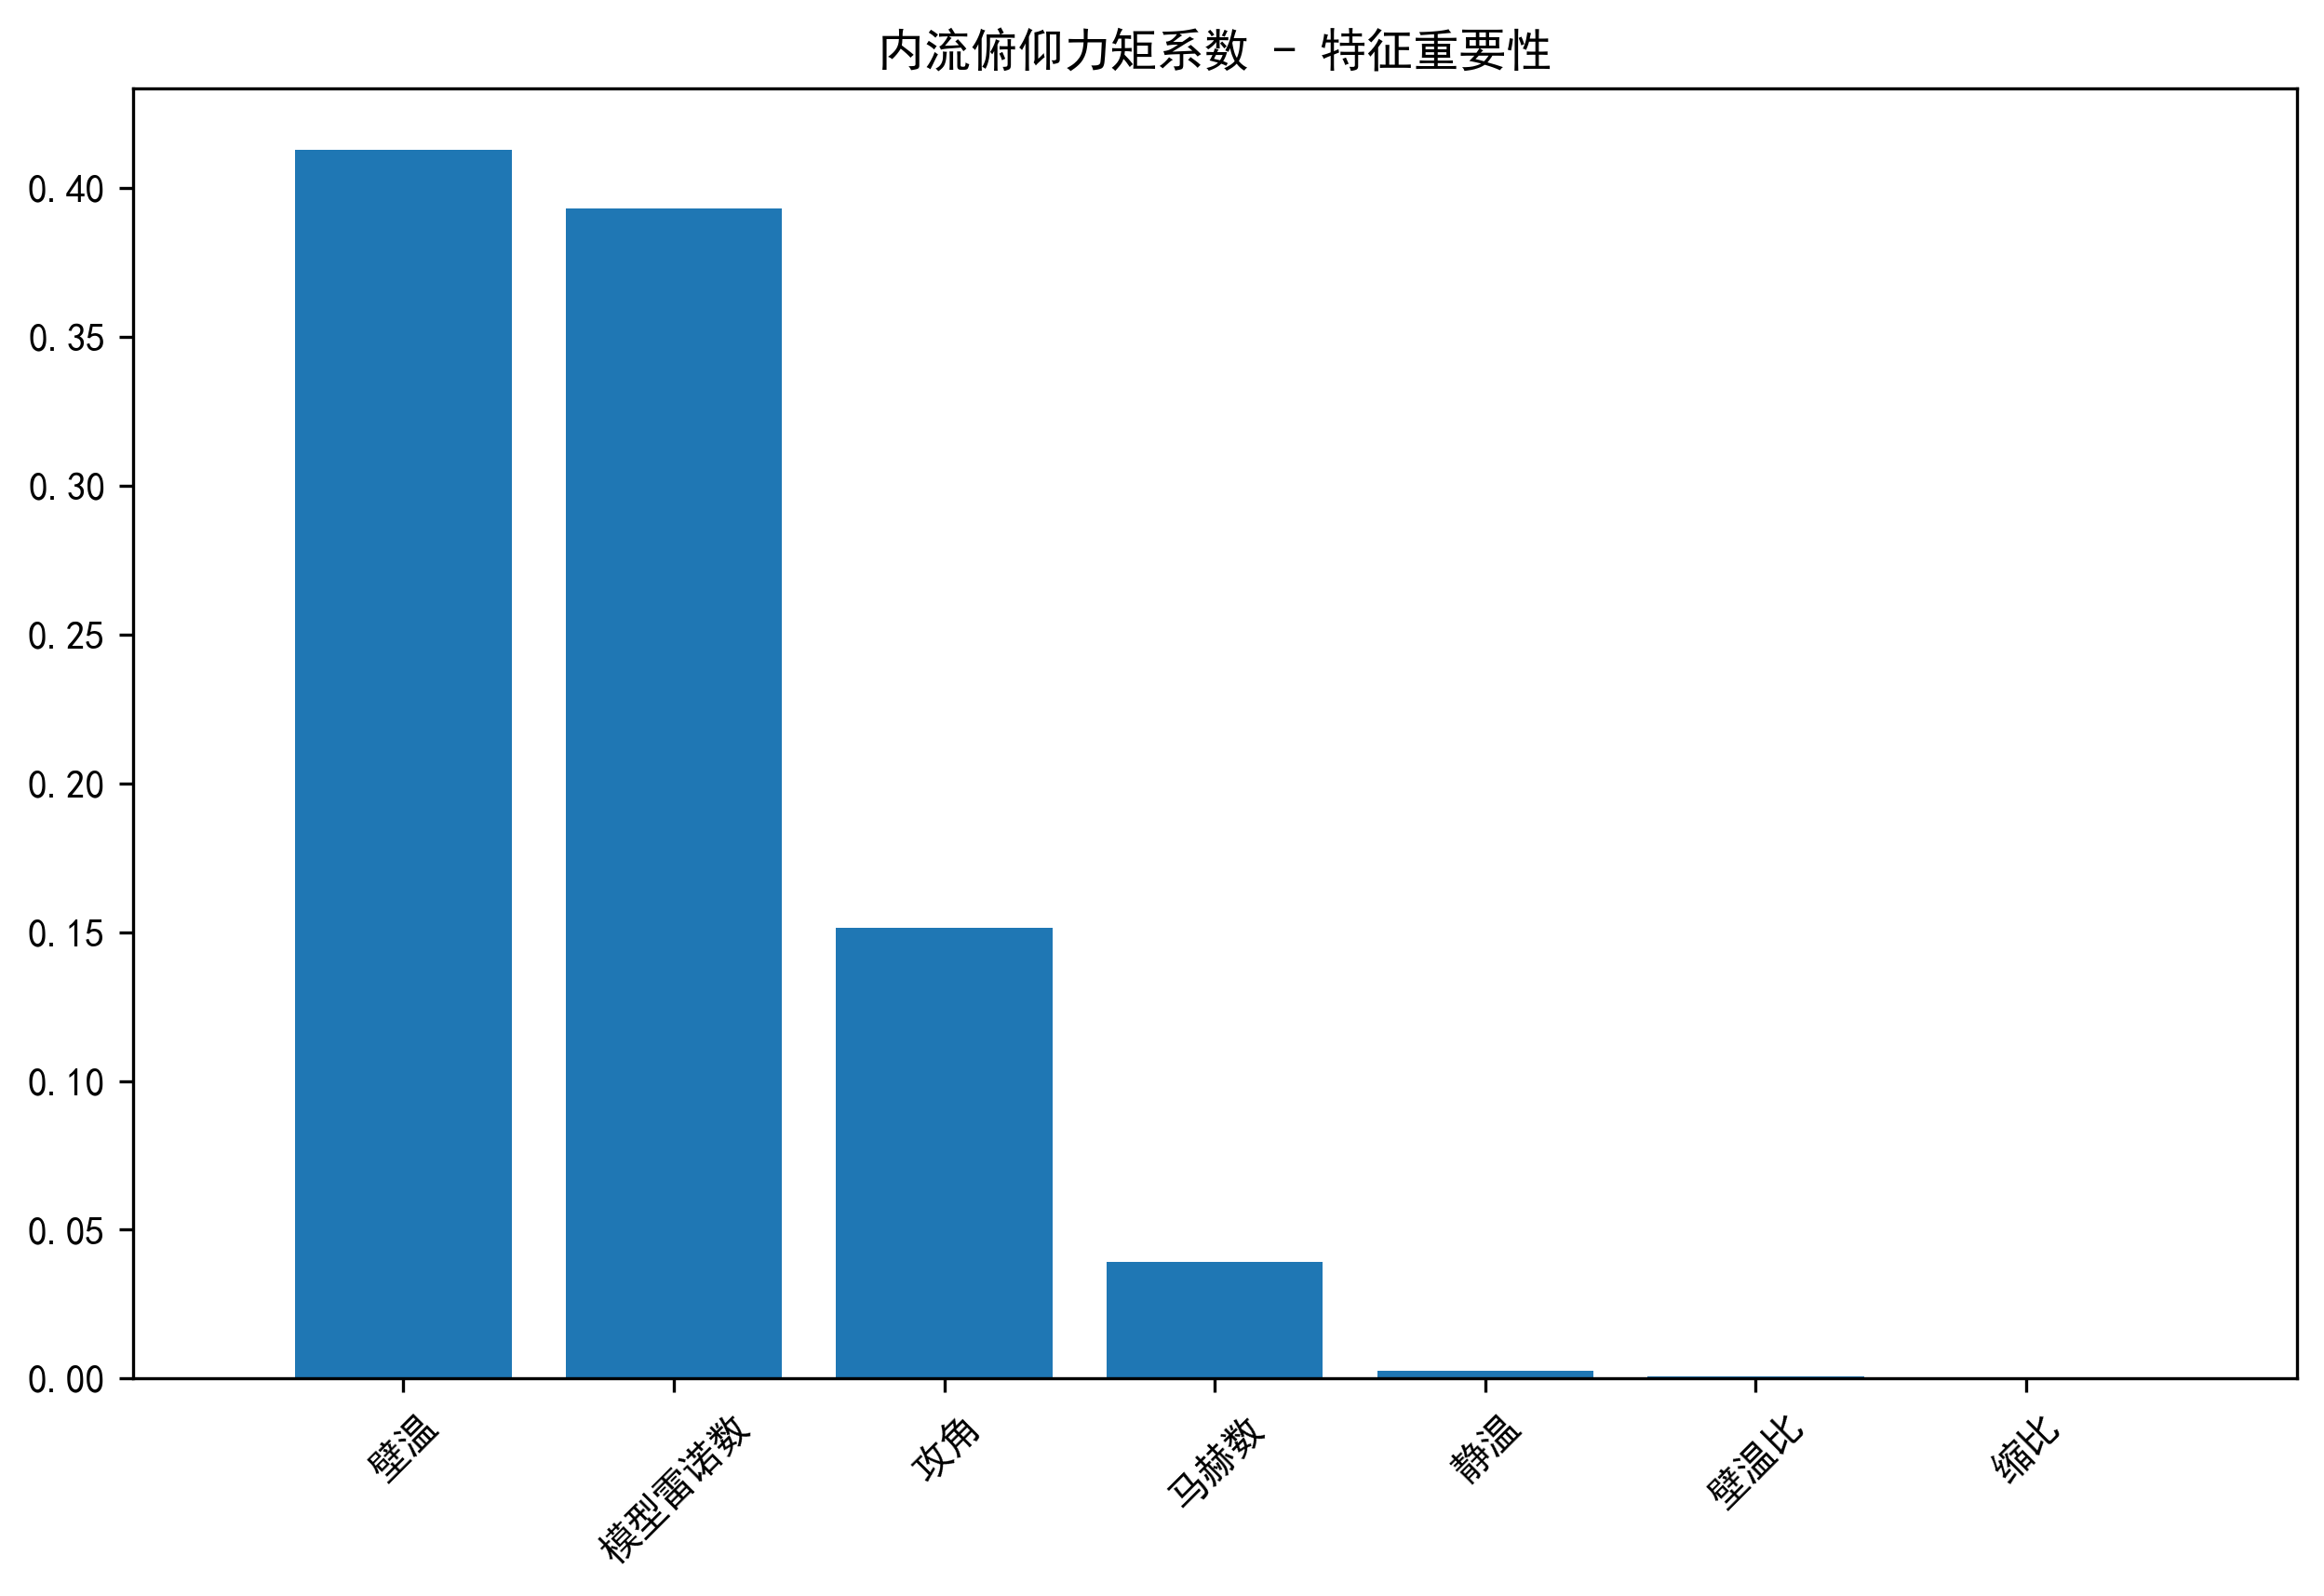 内流俯仰力矩系数 - 特征重要性
0.40
0.35
0.30
0.25
0.20
0.15
0.10
0.05
0.00
壁温
模型雷诺数
攻角
马赫数
静温
壁温比
缩比